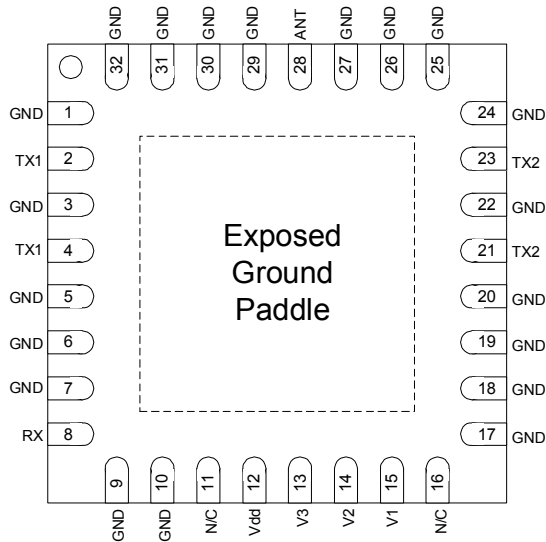 GND GND GND GND ANT GND GND GND
32 31 30 29 28 27 26 25
GND 1
TX1 2
GND 3
TX1 4
GND 5
GND 6
GND 7
RX 8
Exposed
Ground
Paddle
24 GND
23 TX2
22 GND
21 TX2
20 GND
19 GND
18 GND
17 GND
9 10 11 12 13 14 15 16
GND GND N/C Vdd V3 V2 V1 N/C